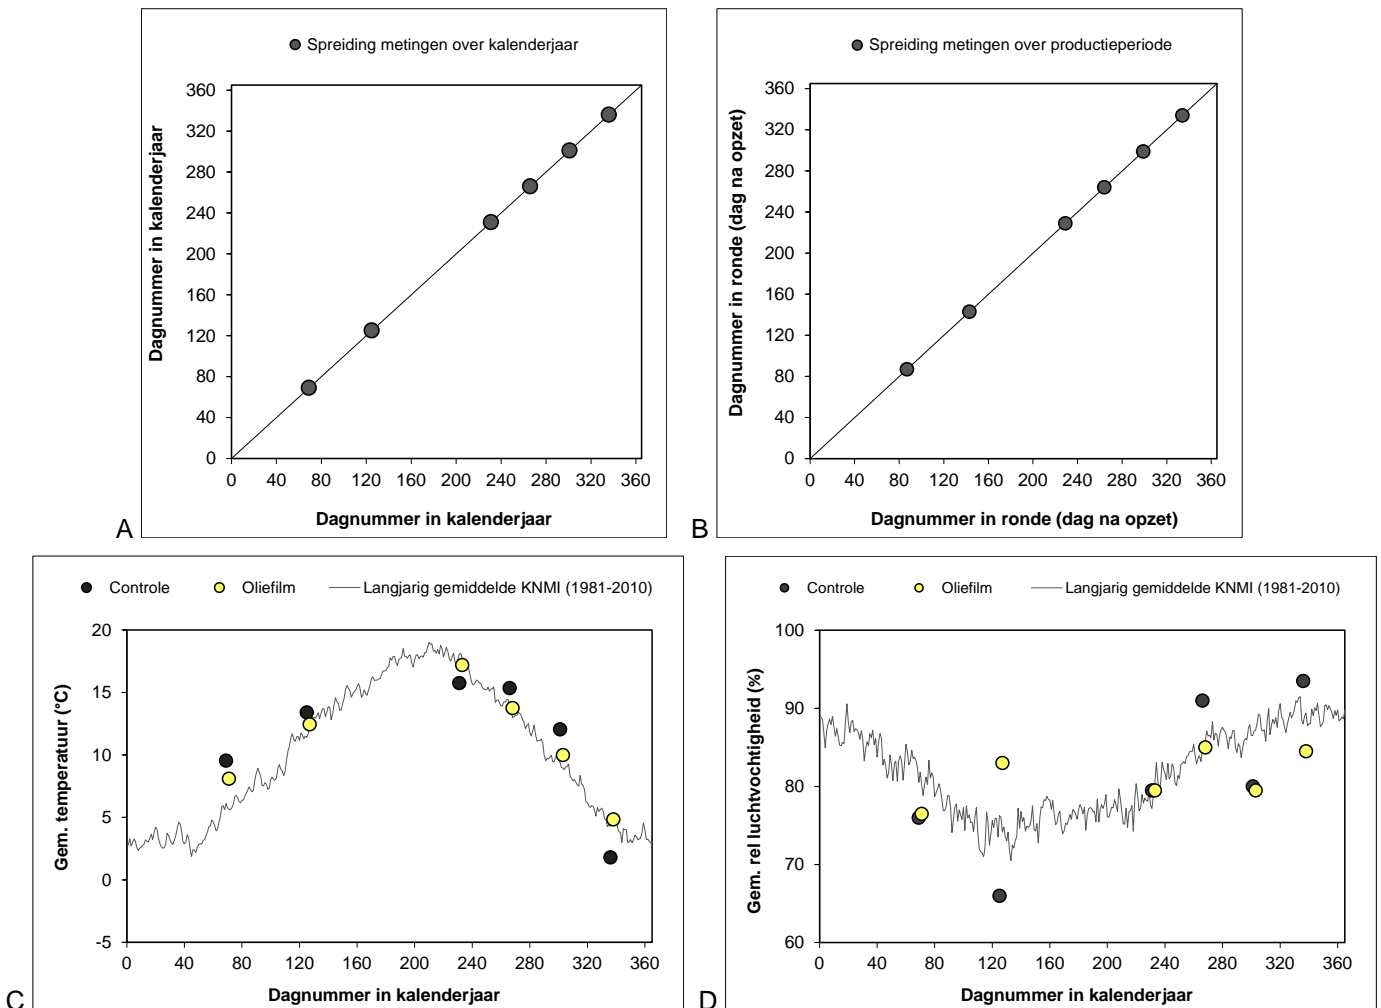 Spreiding metingen over kalenderjaar
Dagnummer in kalenderjaar
360
320
280
240
200
160
120
80
40
0
0 40 80 120 160 200 240 280 320 360
Dagnummer in kalenderjaar
A
Spreiding metingen over productieperiode
Dagnummer in ronde (dag na opzet)
360
320
280
240
200
160
120
80
40
0
0 40 80 120 160 200 240 280 320 360
Dagnummer in ronde (dag na opzet)
B
Controle Oliefilm Langjarig gemiddelde KNMI (1981-2010)
Gem. temperatuur (°C)
20
15
10
5
0
-5
0 40 80 120 160 200 240 280 320 360
Dagnummer in kalenderjaar
C
Controle Oliefilm Langjarig gemiddelde KNMI (1981-2010)
Gem. rel luchtvochtigheid (%)
100
90
80
70
60
0 40 80 120 160 200 240 280 320 360
Dagnummer in kalenderjaar
D